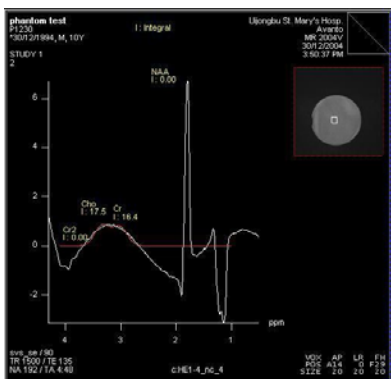 phantom test
P1230
*30/12/1994, M, 10Y
STUDY 1
2
I : Integral
Uijongbu St. Mary's Hosp.
Avanto
MR 2004V
30/12/2004
3:50:37 PM
NAA
I : 0.00
Cho
I : 17.5
Cr
I : 16.4
Cr2
I : 0.00
6
4
2
0
-2
4
3
2
1
ppm
svs_se / 90
TR 1500 / TE 135
NA 192 / TA 4:48
c:HE1-4_nc_4
VOX AP LR FH
POS A14 0 F29
SIZE 20 20 20